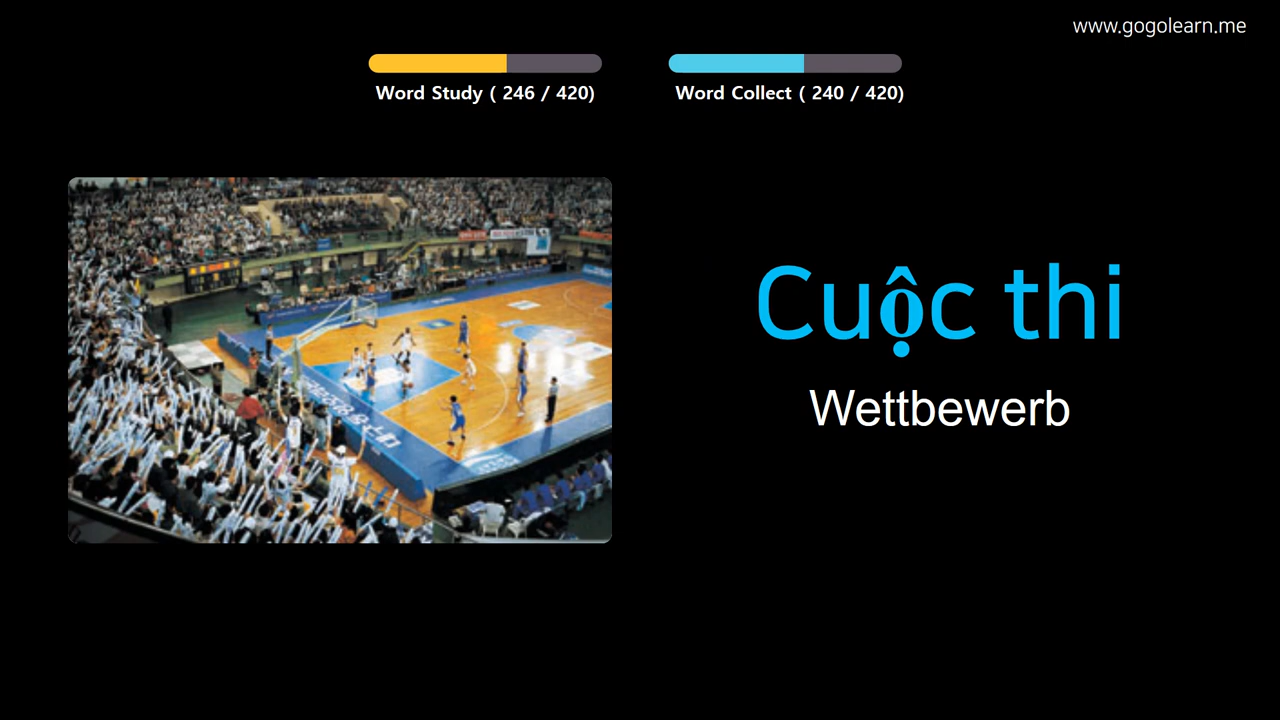 www.gogolearn.me
Word Study ( 246 / 420)
Word Collect ( 240 / 420)
Cuộc thi
Wettbewerb